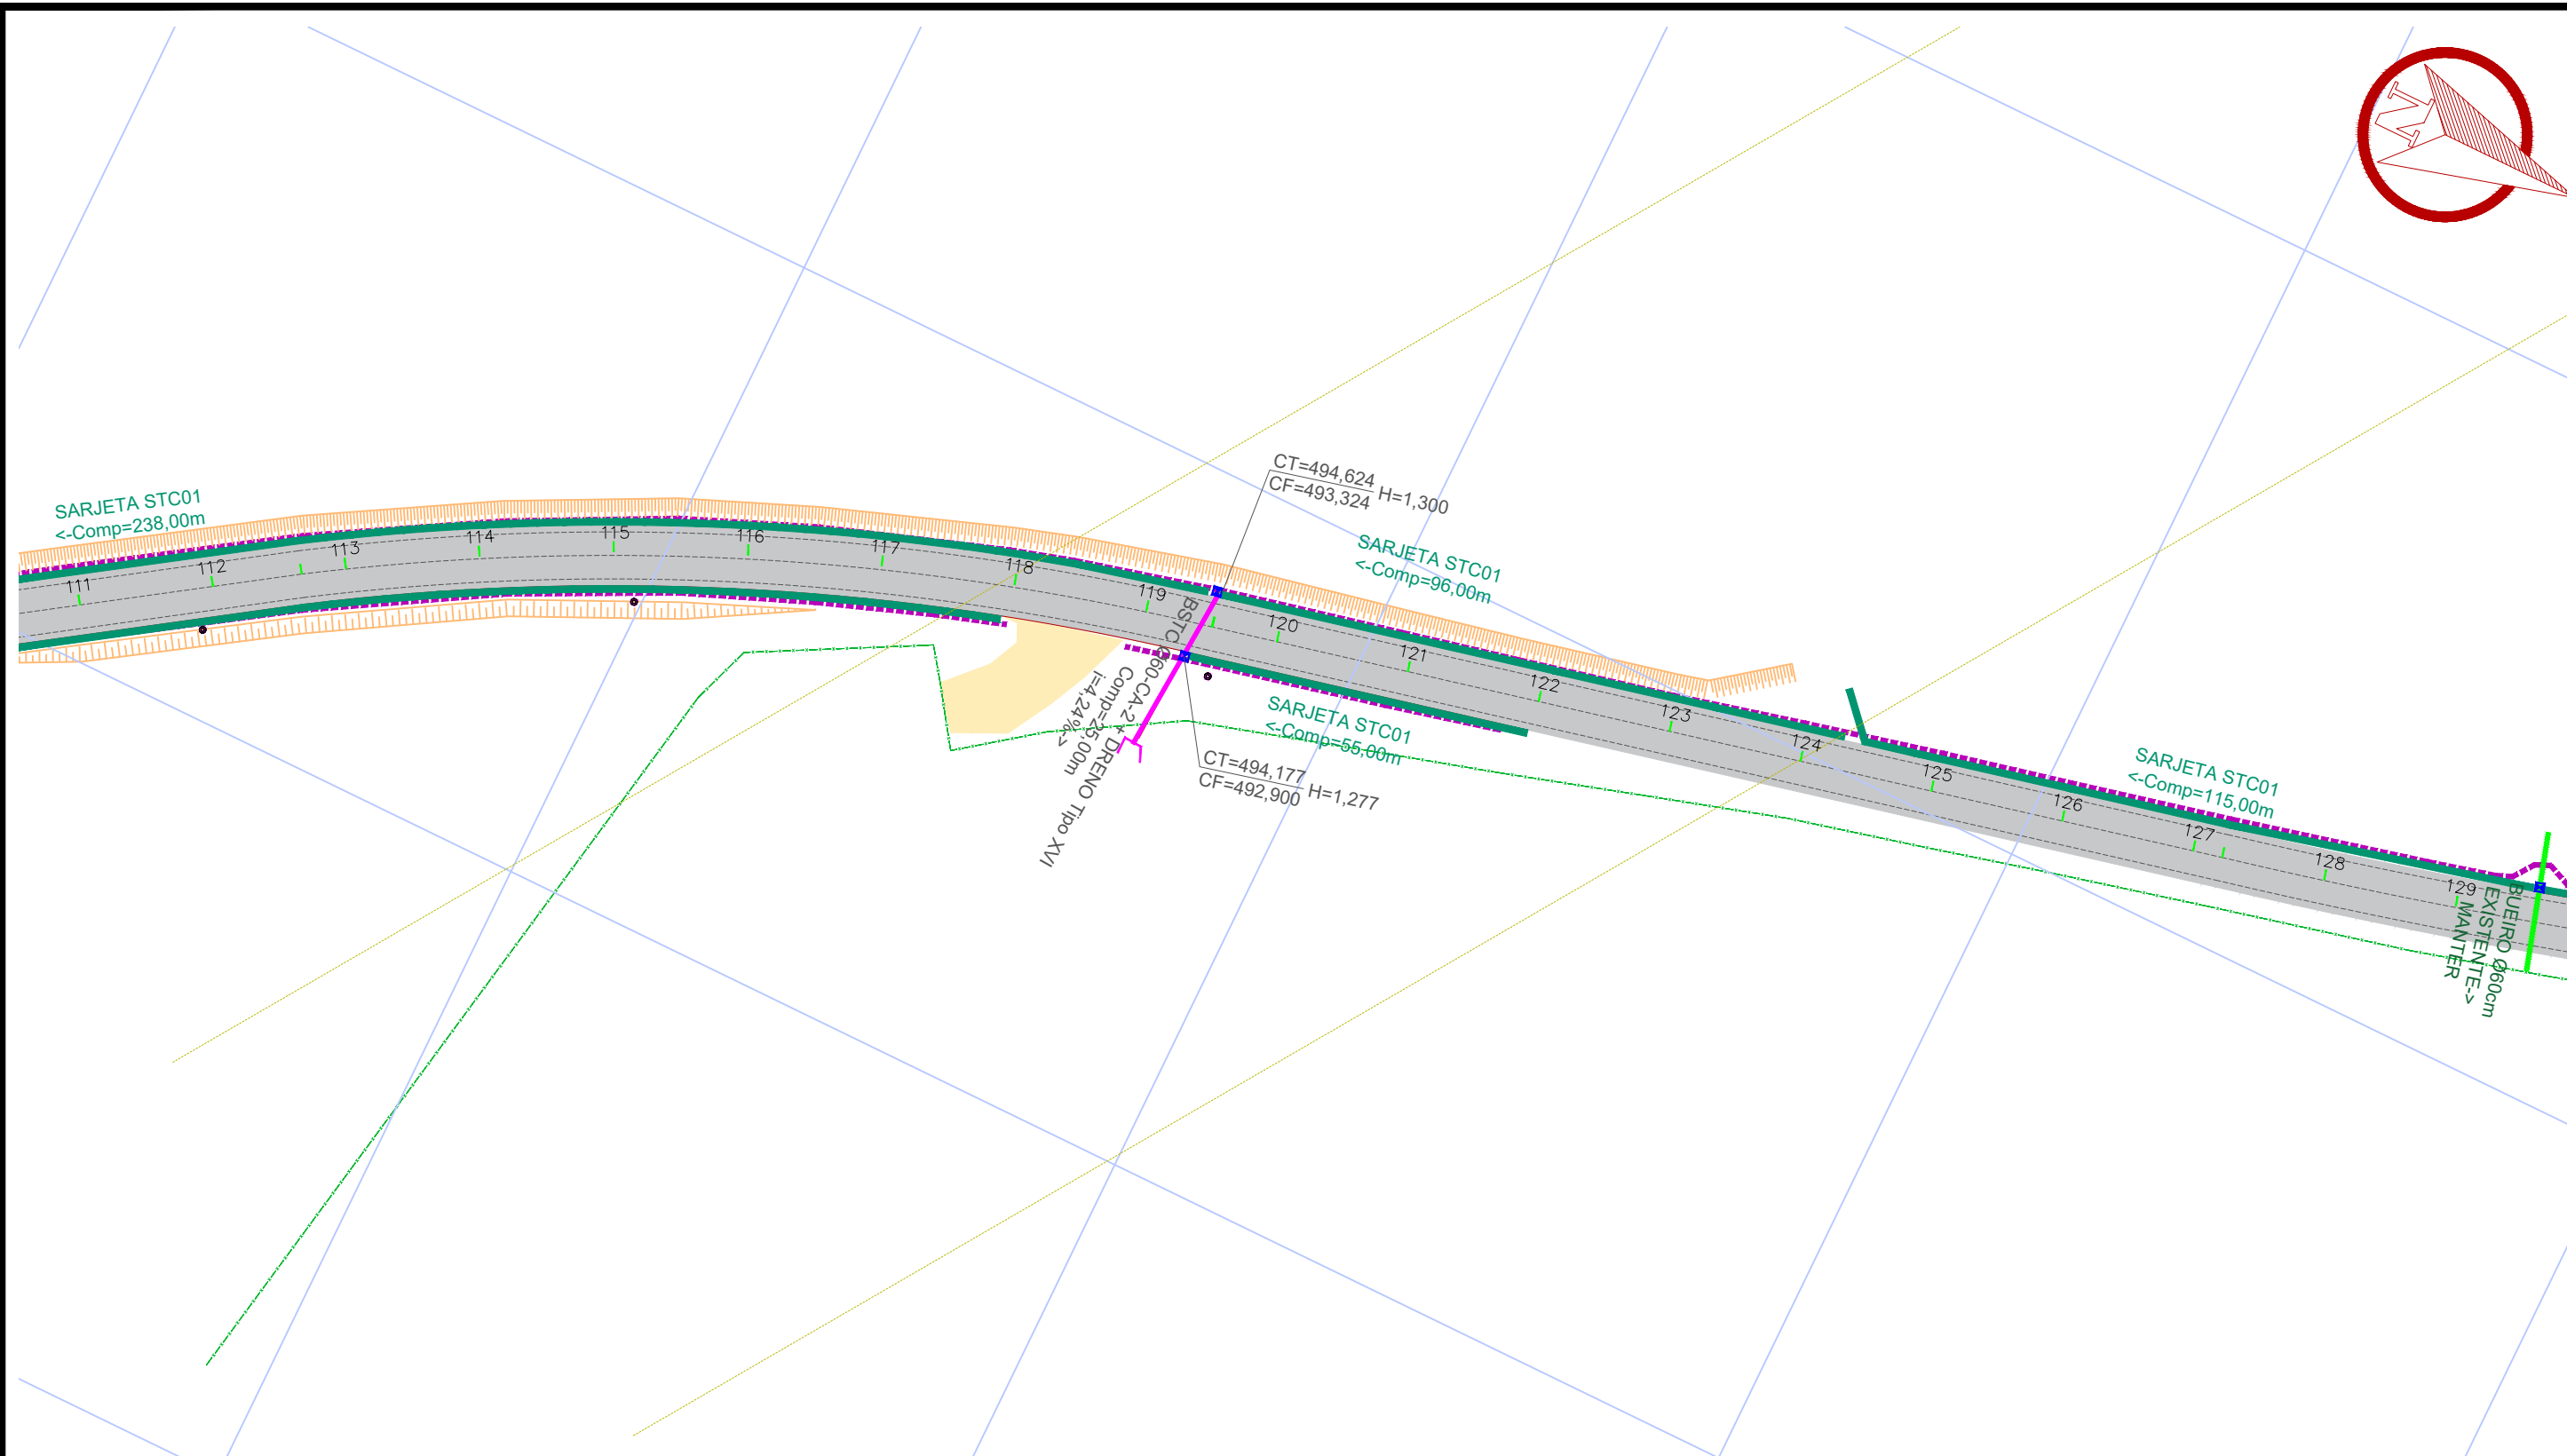 N
CT=494,624
CF=493,324
H=1,300
SARJETA STC01
<-Comp=238,00m
SARJETA STC01
<-Comp=96,00m
111
112
113
114
115
116
117
118
119
120
121
122
123
124
125
126
127
128
129
BSTC Ø60-CA-2 + DRENO Tipo XVI
Comp=25,00m
i=4,24%->
SARJETA STC01
<-Comp=55,00m
CT=494,177
CF=492,900
H=1,277
SARJETA STC01
<-Comp=115,00m
BUEIRO Ø60cm
EXISTENTE->
MANTER